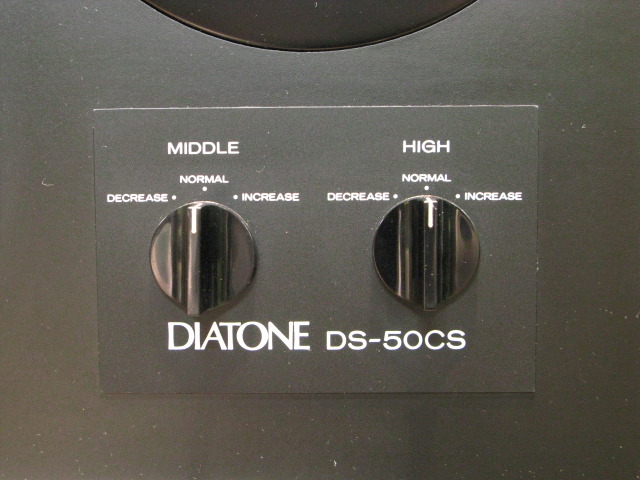 MIDDLE HIGH
NORMAL NORMAL
DECREASE INCREASE DECREASE INCREASE
DIATONE DS-50CS